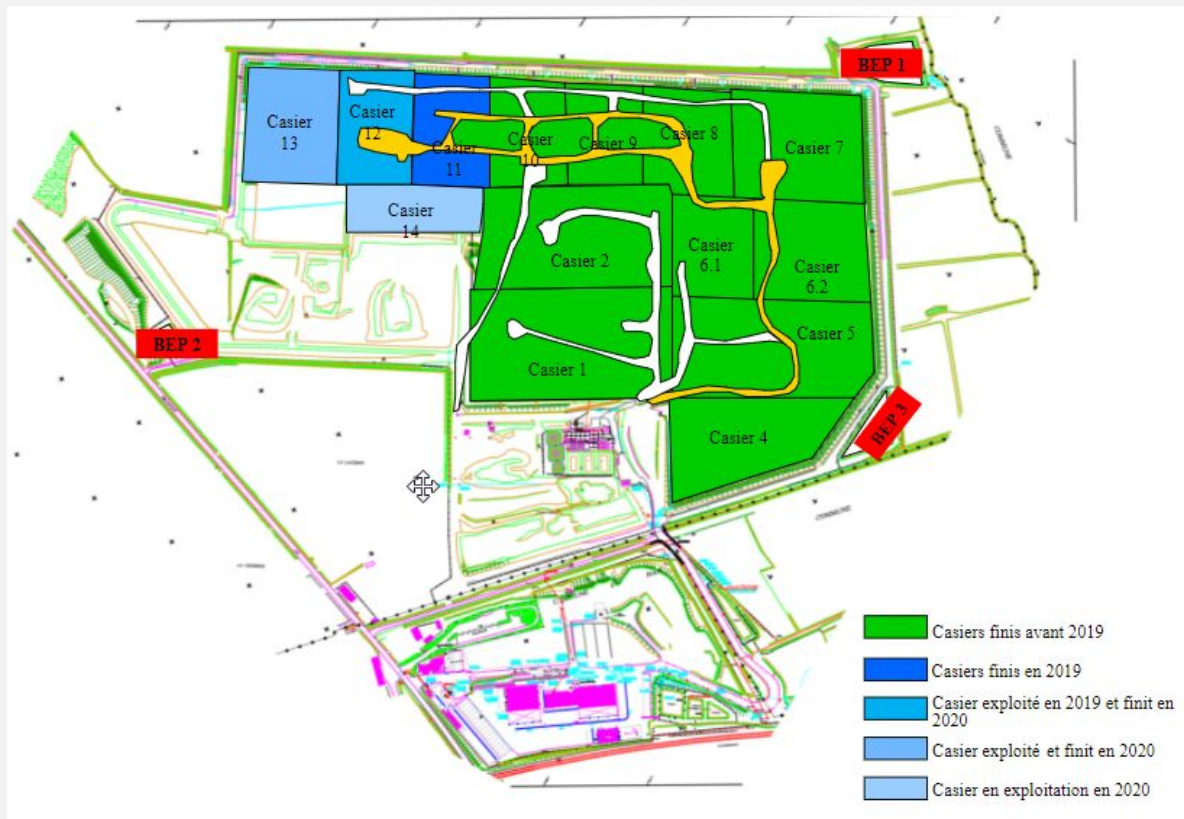 BEP 1
Casier
13
Casier
12
Casier
11
Casier
10
Casier 9
Casier 8
Casier 7
COMMUNE
Casier
14
Casier 2
Casier
6.1
Casier
6.2
BEP 2
Casier 1
Casier 5
Casier 4
BEP 3
COMMUNE
Casiers finis avant 2019
Casiers finis en 2019
Casier exploité en 2019 et finit en
2020
Casier exploité et finit en 2020
Casier en exploitation en 2020